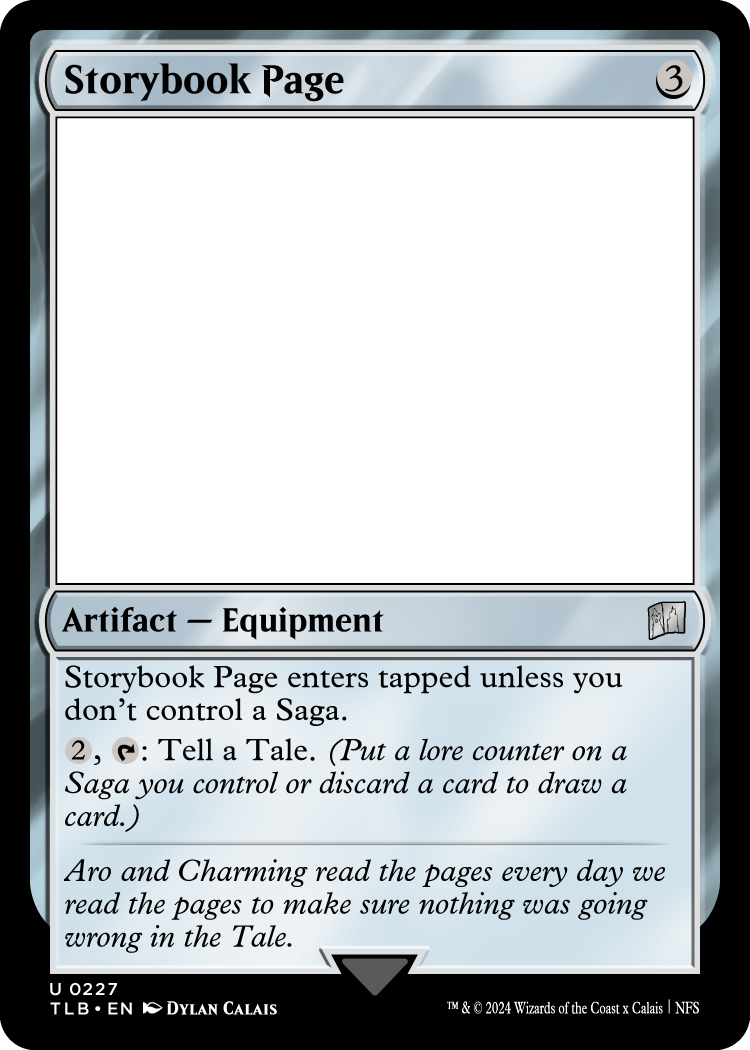 Storybook Page 3
Artifact — Equipment
Storybook Page enters tapped unless you
don't control a Saga.
2, : Tell a Tale. (Put a lore counter on a
Saga you control or discard a card to draw a
card.)
Aro and Charming read the pages every day we
read the pages to make sure nothing was going
wrong in the Tale.
U 0227
TLB • EN DYLAN CALAIS
™ & © 2024 Wizards of the Coast x Calais | NFS